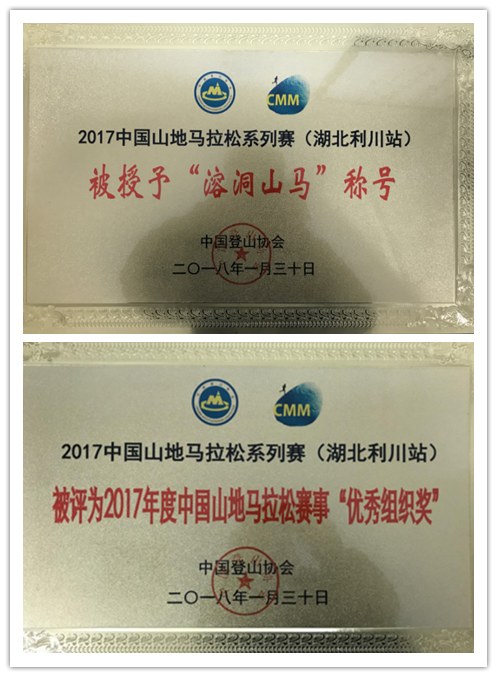 CMM
2017中国山地马拉松系列赛（湖北利川站）
被授予“溶洞山马”称号
中国登山协会
二〇一八年一月三十日
CMM
2017中国山地马拉松系列赛（湖北利川站）
被评为2017年度中国山地马拉松赛事“优秀组织奖”
中国登山协会
二〇一八年一月三十日